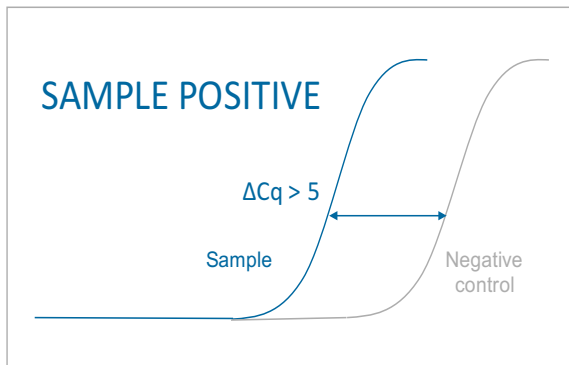 SAMPLE POSITIVE
ΔCq > 5
Sample
Negative
control